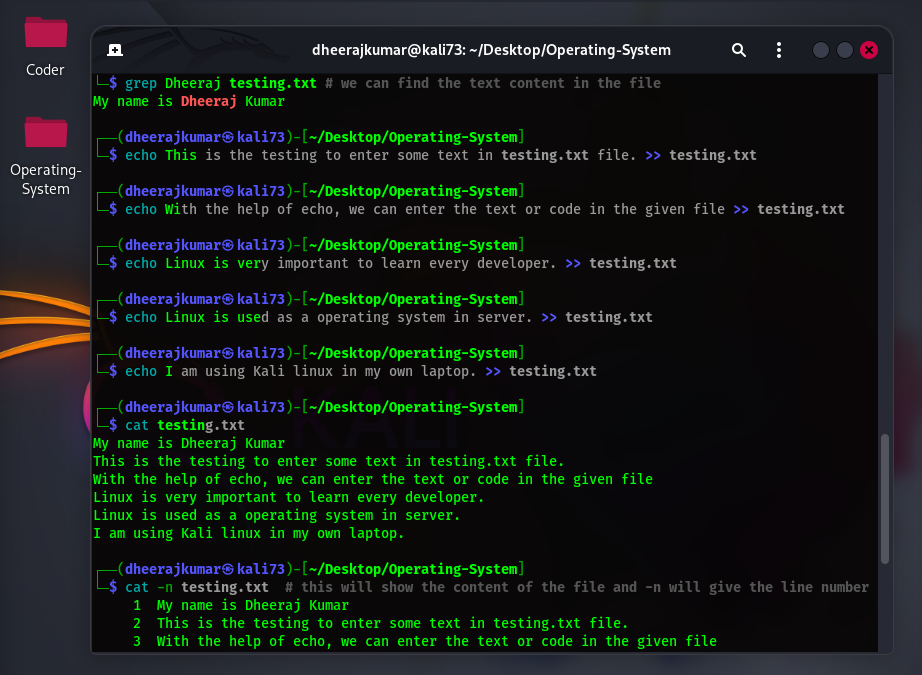 Coder
Operating-
System
dheerajkumar@kali73: ~/Desktop/Operating-System
└─$ grep Dheeraj testing.txt # we can find the text content in the file
My name is Dheeraj Kumar
┌──(dheerajkumar㉿kali73)-[~/Desktop/Operating-System]
└─$ echo This is the testing to enter some text in testing.txt file. >> testing.txt
┌──(dheerajkumar㉿kali73)-[~/Desktop/Operating-System]
└─$ echo With the help of echo, we can enter the text or code in the given file >> testing.txt
┌──(dheerajkumar㉿kali73)-[~/Desktop/Operating-System]
└─$ echo Linux is very important to learn every developer. >> testing.txt
┌──(dheerajkumar㉿kali73)-[~/Desktop/Operating-System]
└─$ echo Linux is used as a operating system in server. >> testing.txt
┌──(dheerajkumar㉿kali73)-[~/Desktop/Operating-System]
└─$ echo I am using Kali linux in my own laptop. >> testing.txt
┌──(dheerajkumar㉿kali73)-[~/Desktop/Operating-System]
└─$ cat testing.txt
My name is Dheeraj Kumar
This is the testing to enter some text in testing.txt file.
With the help of echo, we can enter the text or code in the given file
Linux is very important to learn every developer.
Linux is used as a operating system in server.
I am using Kali linux in my own laptop.
┌──(dheerajkumar㉿kali73)-[~/Desktop/Operating-System]
└─$ cat -n testing.txt  # this will show the content of the file and -n will give the line number
1  My name is Dheeraj Kumar
2  This is the testing to enter some text in testing.txt file.
3  With the help of echo, we can enter the text or code in the given file